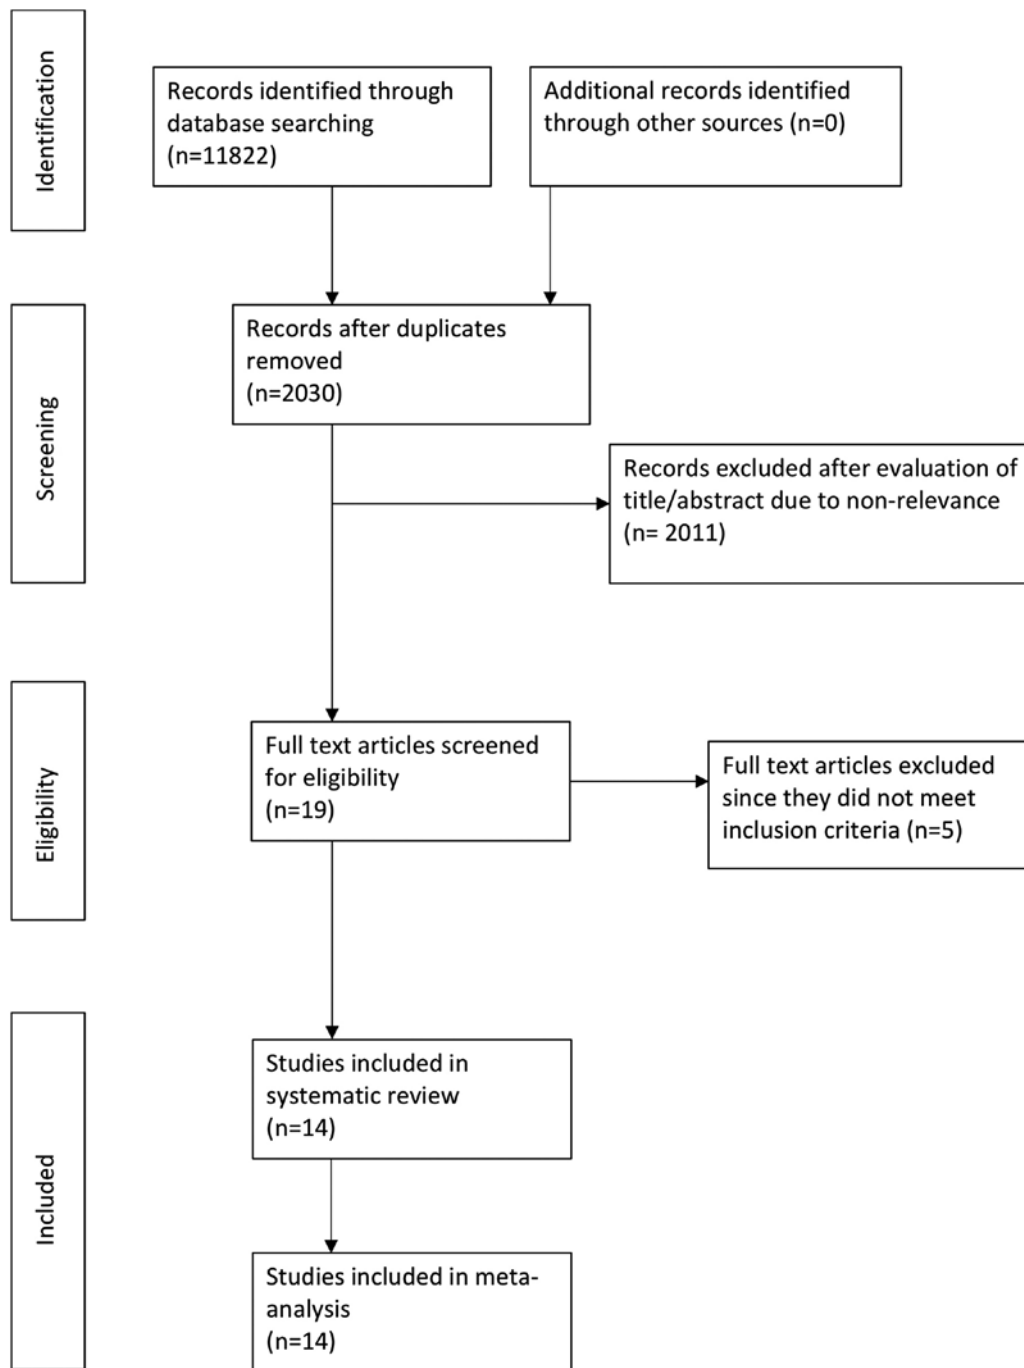 Identification
Records identified through
database searching
(n=11822)
Additional records identified
through other sources (n=0)
Screening
Records after duplicates
removed
(n=2030)
Records excluded after evaluation of
title/abstract due to non-relevance
(n= 2011)
Eligibility
Full text articles screened
for eligibility
(n=19)
Full text articles excluded
since they did not meet
inclusion criteria (n=5)
Included
Studies included in
systematic review
(n=14)
Studies included in meta-
analysis
(n=14)